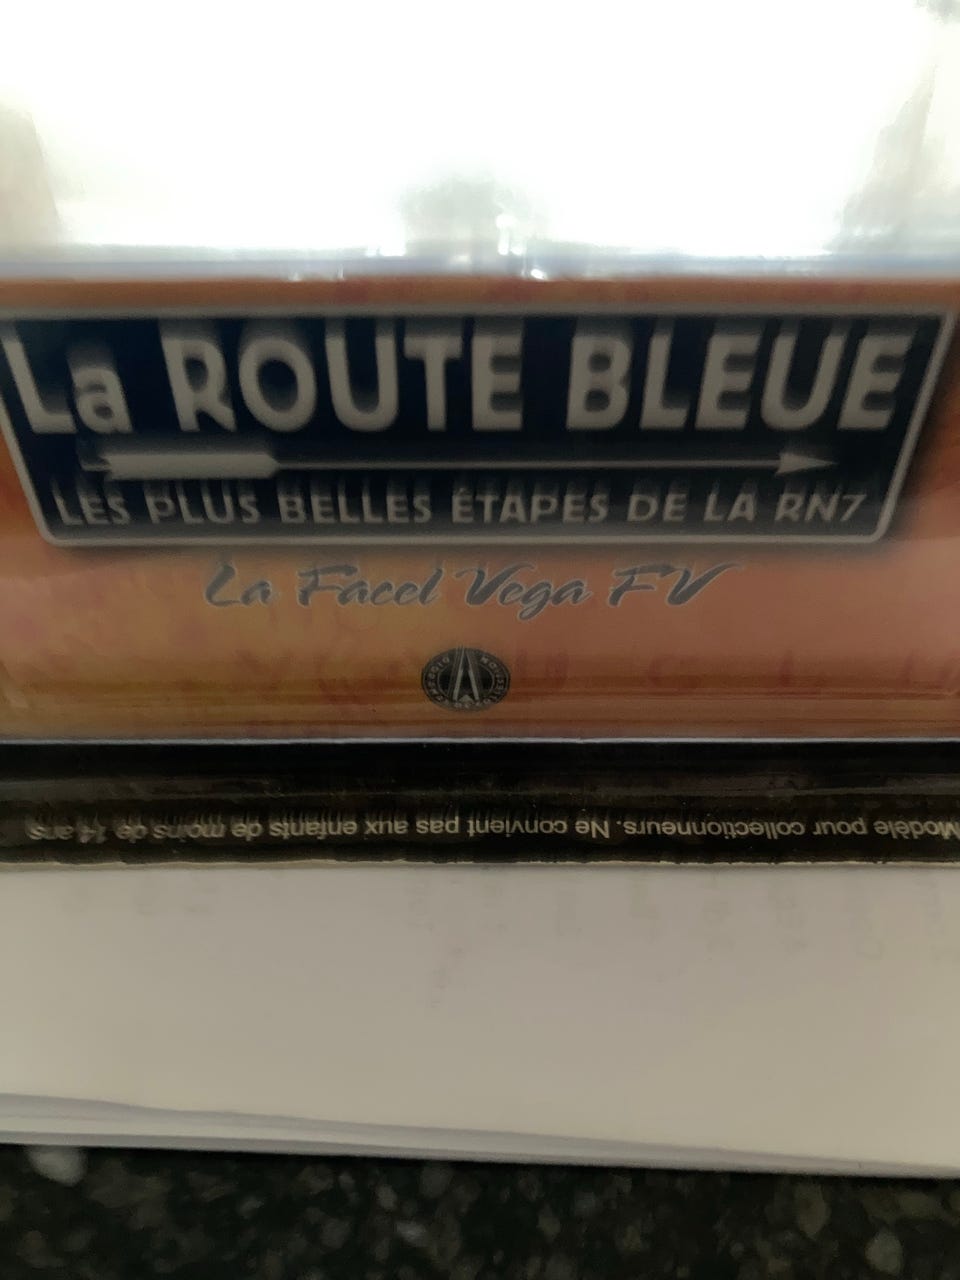 La ROUTE BLEUE
LES PLUS BELLES ÉTAPES DE LA RN7
La Facel Vega FV
Modèle pour collectionneurs. Ne convient pas aux enfants de moins de 14 ans